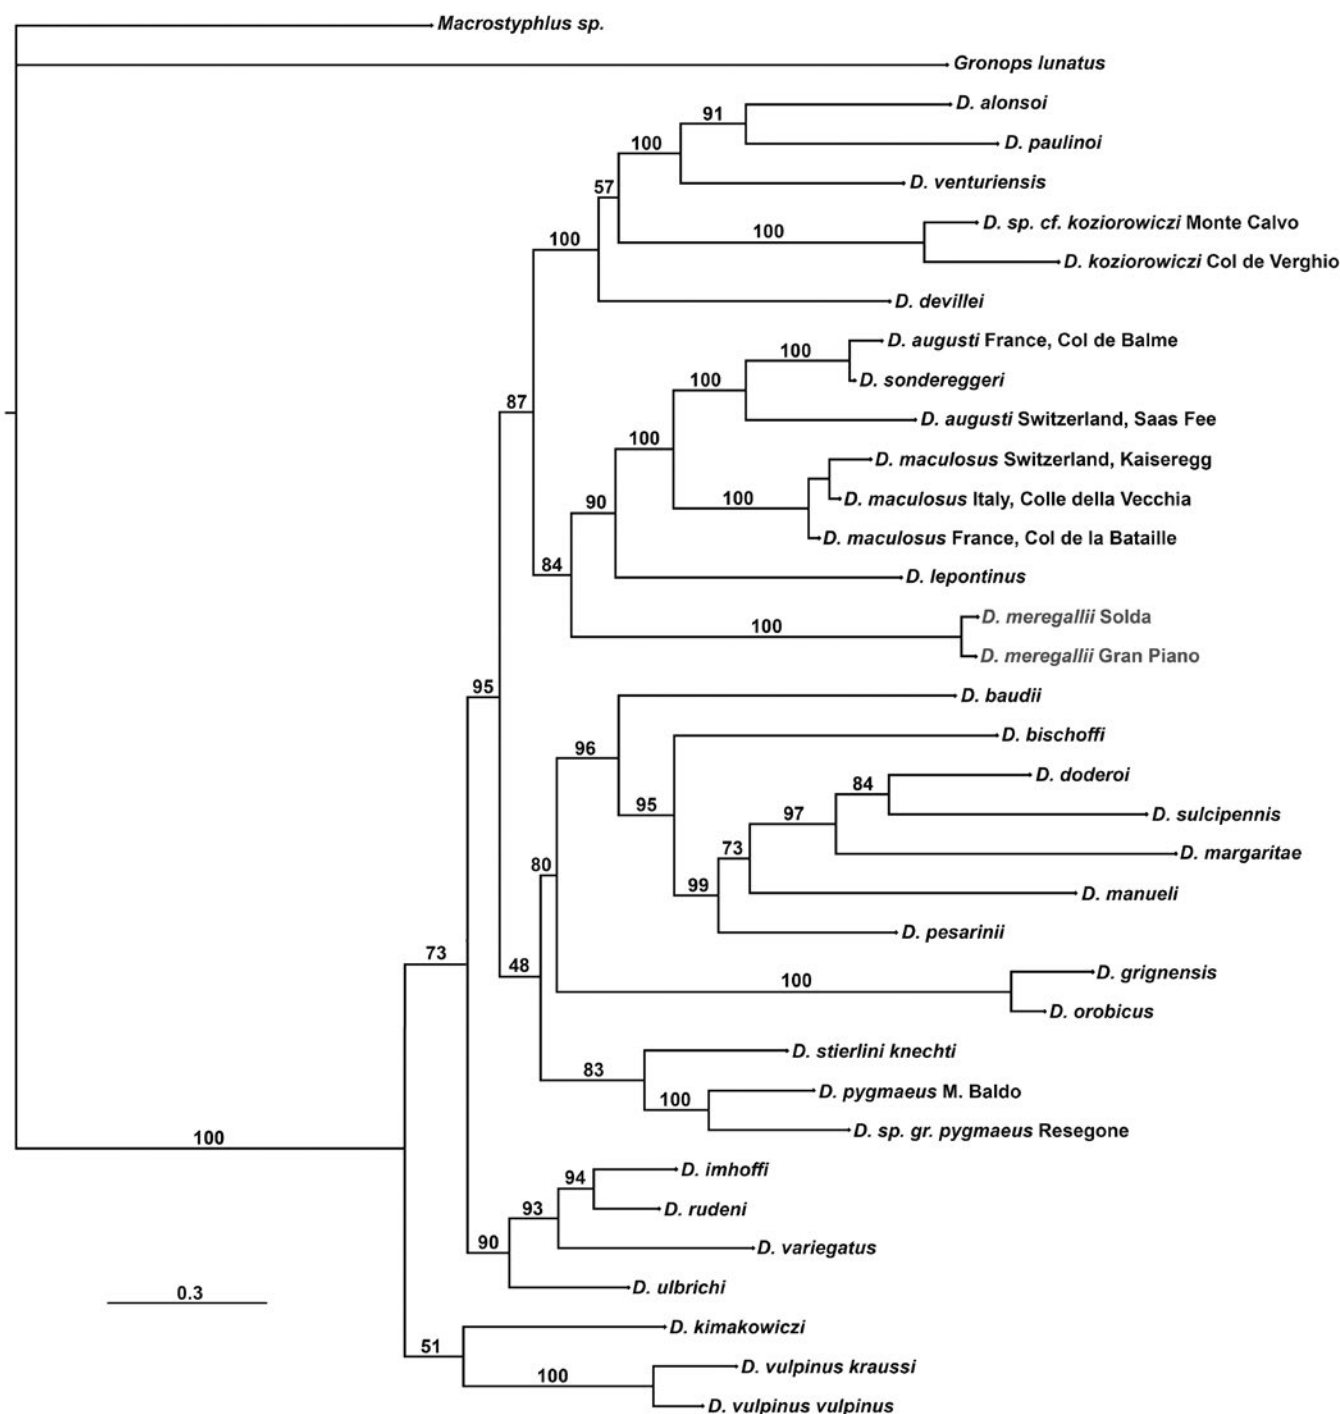 Macrostyphlus sp.
Gronops lunatus
D. alonsoi
91
D. paulinoi
100
D. venturiensis
57
D. sp. cf. koziorowiczi Monte Calvo
100
100
D. koziorowiczi Col de Verghio
D. devillei
D. augusti France, Col de Balme
100
D. sondereggeri
100
87
D. augusti Switzerland, Saas Fee
100
D. maculosus Switzerland, Kaiseregg
100
D. maculosus Italy, Colle della Vecchia
90
D. maculosus France, Col de la Bataille
84
D. lepontinus
D. meregallii Solda
100
D. meregallii Gran Piano
95
D. baudii
D. bischoffi
96
D. doderoi
84
95
97
D. sulcipennis
73
D. margaritae
80
99
D. manueli
D. pesarinii
73
48
D. grignensis
100
D. orobicus
D. stierlini knechti
83
D. pygmaeus M. Baldo
100
D. sp. gr. pygmaeus Resegone
100
D. imhoffi
94
93
D. rudeni
90
D. variegatus
D. ulbrichi
0.3
D. kimakowiczi
51
D. vulpinus kraussi
100
D. vulpinus vulpinus